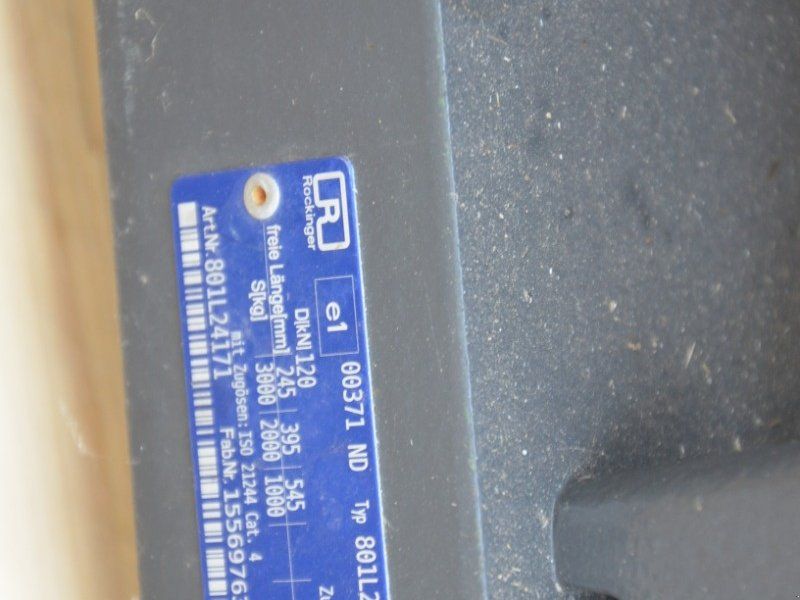 R
Rockinger
e1 00371 ND Typ 801L2
D[kN] 120
freie Länge[mm] 245 395 545
S[kg] 3000 2000 1000
mit Zugösen: ISO 21244 Cat. 4
Art.Nr. 801L24171 Fab.Nr. 1556976